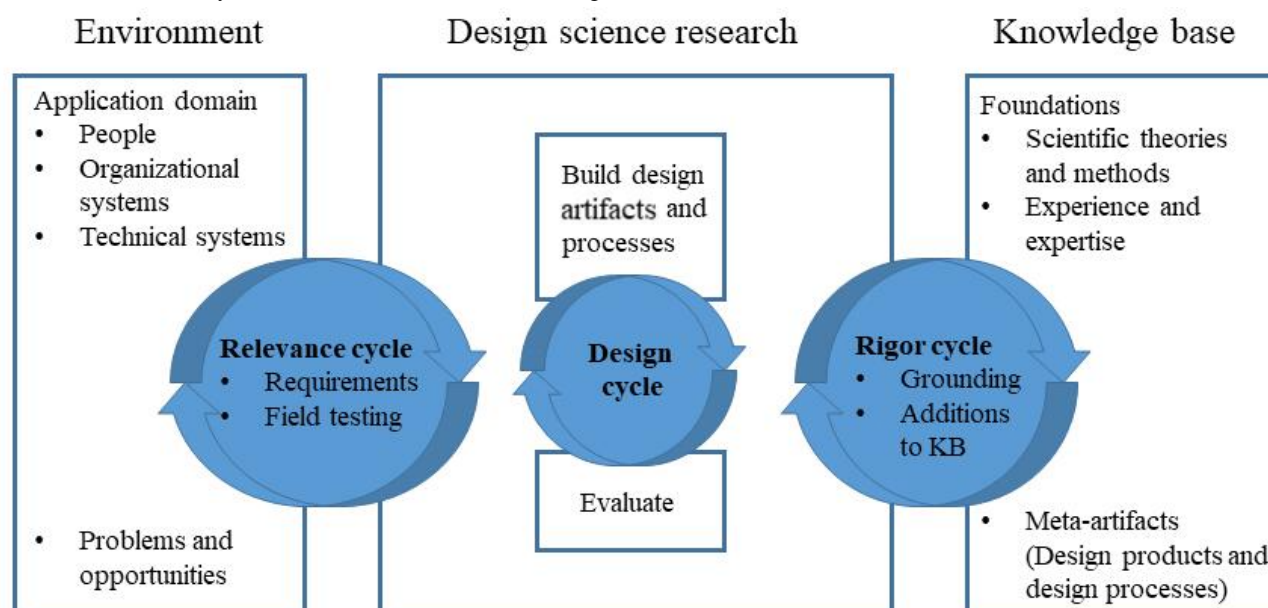 Environment
Design science research
Knowledge base
Application domain
• People
• Organizational
systems
• Technical systems
• Problems and
opportunities
Relevance cycle
• Requirements
• Field testing
Build design
artifacts and
processes
Design
cycle
Evaluate
Foundations
• Scientific theories
and methods
• Experience and
expertise
Rigor cycle
• Grounding
• Additions
to KB
• Meta-artifacts
(Design products and
design processes)